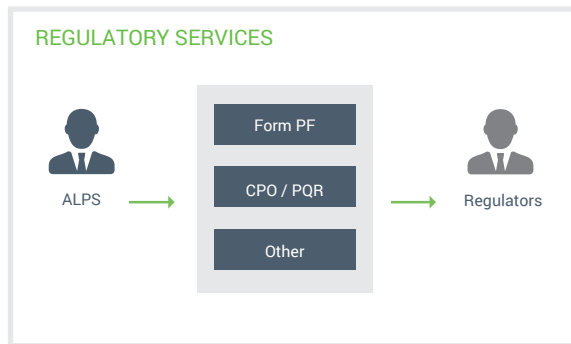 REGULATORY SERVICES
Form PF
CPO / PQR
ALPS
Regulators
Other